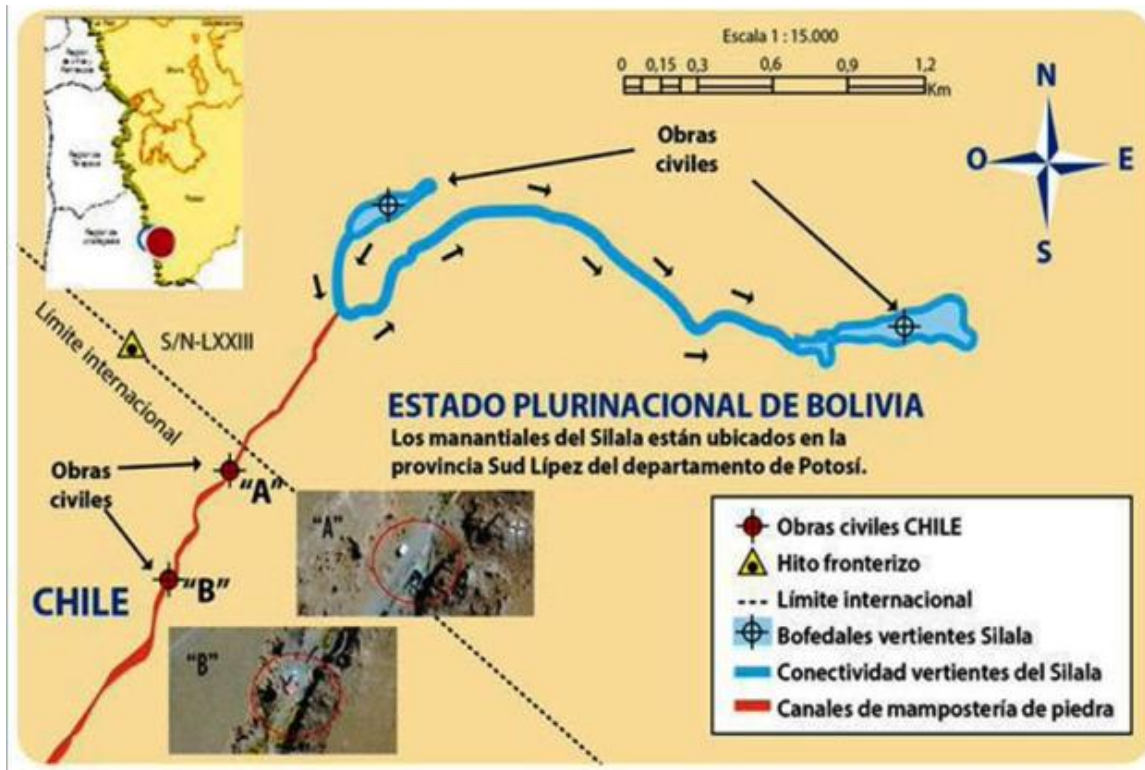 Escala 1 : 15.000
0 0,15 0,3 0,6 0,9 1,2
Km
N
O E
S
Obras
civiles
Límite internacional
S/N-LXXIII
ESTADO PLURINACIONAL DE BOLIVIA
Los manantiales del Silala están ubicados en la
provincia Sud Lípez del departamento de Potosí.
Obras
civiles
"A"
"B"
CHILE
"A"
"B"
Obras civiles CHILE
Hito fronterizo
Límite internacional
Bofedales vertientes Silala
Conectividad vertientes del Silala
Canales de mampostería de piedra